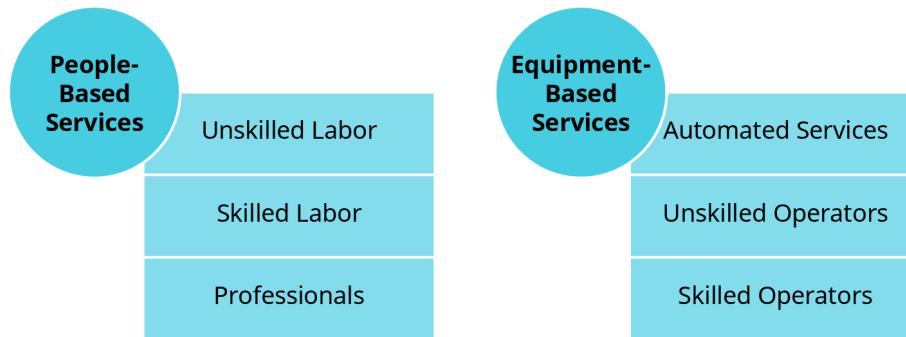 People-
Based
Services
Unskilled Labor
Skilled Labor
Professionals
Equipment-
Based
Services
Automated Services
Unskilled Operators
Skilled Operators